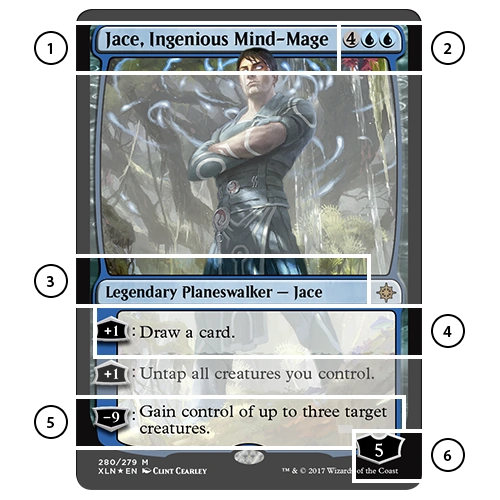 1
Jace, Ingenious Mind-Mage 4
2
3
Legendary Planeswalker — Jace
+1: Draw a card.
4
+1: Untap all creatures you control.
5
-9: Gain control of up to three target
creatures.
5
6
280/279 M
XLN★EN CLINT CEARLEY
™ & © 2017 Wizards of the Coast